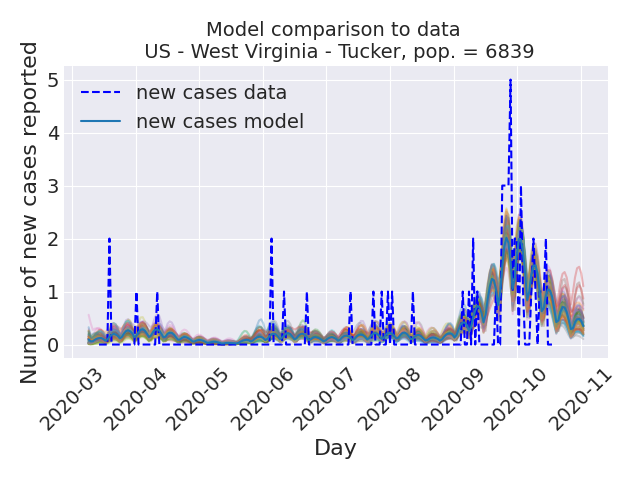 Model comparison to data
US - West Virginia - Tucker, pop. = 6839
Number of new cases reported
5
4
3
2
1
0
new cases data
new cases model
2020-03
2020-04
2020-05
2020-06
2020-07
2020-08
2020-09
2020-10
2020-11
Day